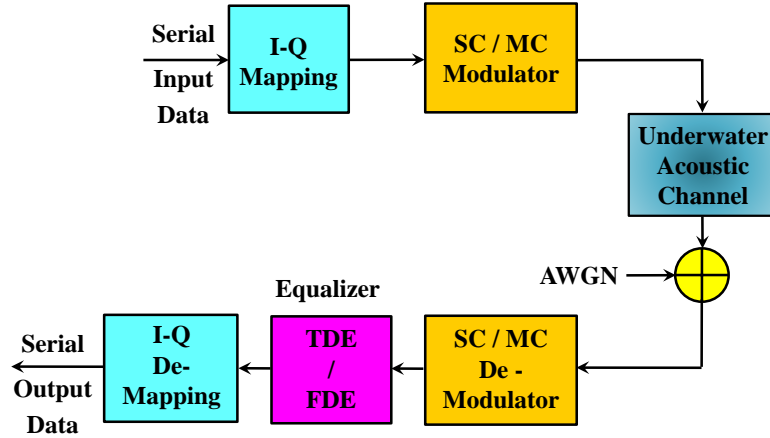 Serial
Input
Data
I-Q
Mapping
SC / MC
Modulator
Underwater
Acoustic
Channel
AWGN
Equalizer
SC / MC
De -
Modulator
TDE
/
FDE
I-Q
De-
Mapping
Serial
Output
Data